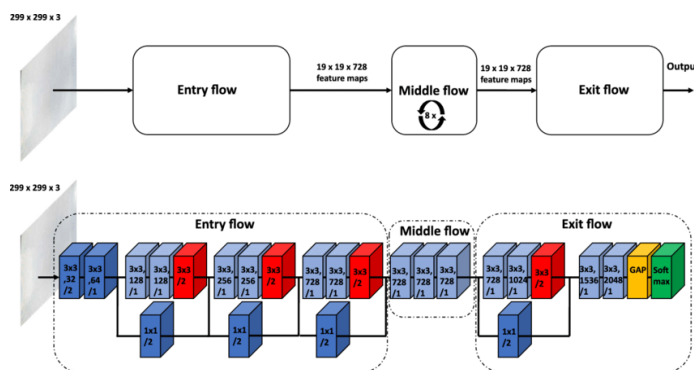 299 x 299 x 3
Entry flow
19 x 19 x 728
feature maps
Middle flow
8 x
19 x 19 x 728
feature maps
Exit flow
Output
299 x 299 x 3
Entry flow
Middle flow
Exit flow
3x3
,32
/2
3x3
,64
/1
3x3,
128
/1
3x3,
128
/1
3x3
/2
3x3,
256
/1
3x3,
256
/1
3x3
/2
3x3,
728
/1
3x3,
728
/1
3x3
/2
3x3,
728
/1
3x3,
728
/1
3x3,
728
/1
3x3,
728
/1
3x3,
1024
/1
3x3
/2
3x3,
1536
/1
3x3,
2048
/1
GAP
Soft
max
1x1
/2
1x1
/2
1x1
/2
1x1
/2